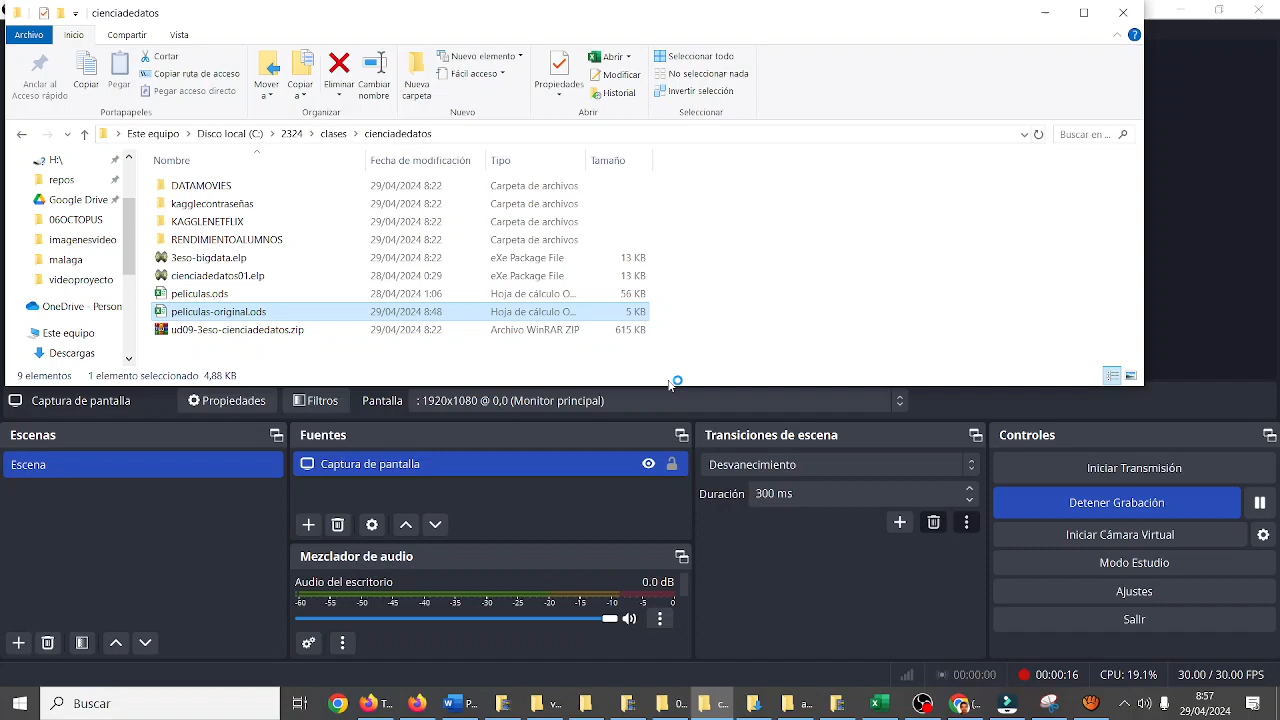 cienciadedatos
Archivo Inicio Compartir Vista
Anclar al Acceso rápido
Copiar
Pegar
Cortar
Copiar ruta de acceso
Pegar acceso directo
Portapapeles
Mover a
Copiar a
Eliminar
Cambiar nombre
Organizar
Nueva carpeta
Nuevo elemento
Fácil acceso
Nuevo
Propiedades
Abrir
Modificar
Historial
Abrir
Seleccionar todo
No seleccionar nada
Invertir selección
Seleccionar
Este equipo Disco local (C:) 2324 clases cienciadedatos
Buscar en ...
H:\
repos
Google Drive
06OCTOPUS
imagenesvideo
malaga
videoproyecto
OneDrive - Person
Este equipo
Descargas
Nombre Fecha de modificación Tipo Tamaño
DATAMOVIES 29/04/2024 8:22 Carpeta de archivos
kagglecontraseñas 29/04/2024 8:22 Carpeta de archivos
KAGGLENETFLIX 29/04/2024 8:22 Carpeta de archivos
RENDIMIENTOALUMNOS 29/04/2024 8:22 Carpeta de archivos
3eso-bigdata.elp 29/04/2024 8:22 eXe Package File 13 KB
cienciadedatos01.elp 28/04/2024 0:29 eXe Package File 13 KB
peliculas.ods 28/04/2024 1:06 Hoja de cálculo O... 56 KB
peliculas-original.ods 29/04/2024 8:48 Hoja de cálculo O... 5 KB
ud09-3eso-cienciadedatos.zip 29/04/2024 8:22 Archivo WinRAR ZIP 615 KB
9 elementos 1 elemento seleccionado 4,88 KB
Captura de pantalla Propiedades Filtros Pantalla : 1920x1080 @ 0,0 (Monitor principal)
Escenas
Escena
Fuentes
Captura de pantalla
Mezclador de audio
Audio del escritorio 0.0 dB
-60 -55 -50 -45 -40 -35 -30 -25 -20 -15 -10 -5 0
Transiciones de escena
Desvanecimiento
Duración 300 ms
Controles
Iniciar Transmisión
Detener Grabación
Iniciar Cámara Virtual
Modo Estudio
Ajustes
Salir
00:00:00 00:00:16 CPU: 19.1% 30.00 / 30.00 FPS
Buscar
P...
V...
O...
C...
a...
8:57
29/04/2024